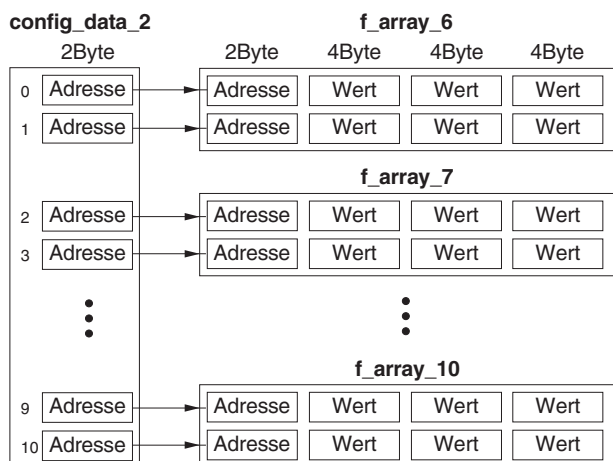 config_data_2 f_array_6
2Byte 2Byte 4Byte 4Byte 4Byte
0 Adresse Adresse Wert Wert Wert
1 Adresse Adresse Wert Wert Wert
f_array_7
2 Adresse Adresse Wert Wert Wert
3 Adresse Adresse Wert Wert Wert
f_array_10
9 Adresse Adresse Wert Wert Wert
10 Adresse Adresse Wert Wert Wert